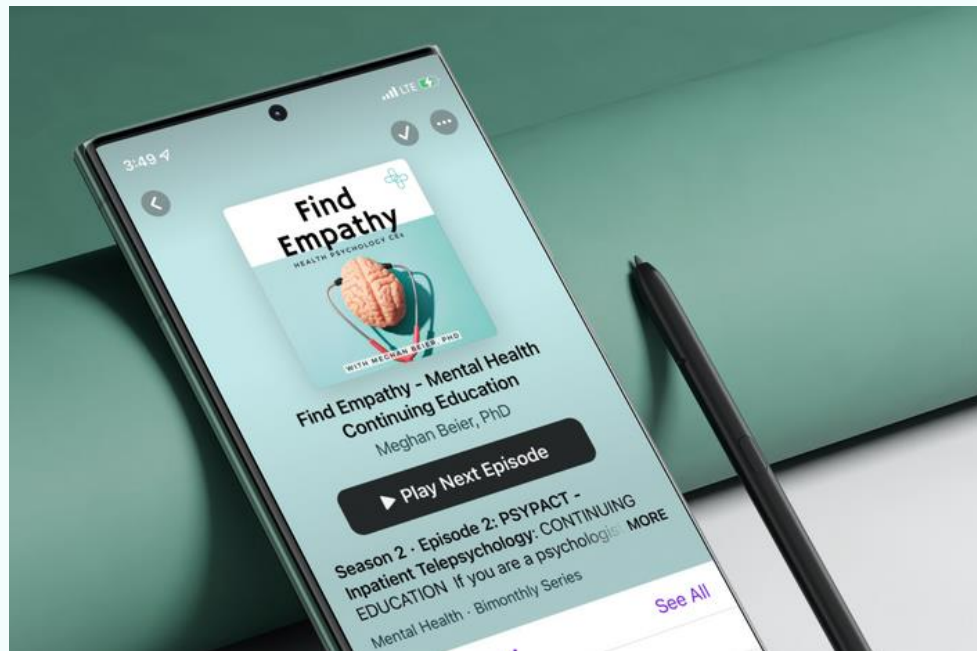 3:49
LTE
Find
Empathy
HEALTH PSYCHOLOGY CEs
WITH MEGHAN BEIER, PHD
Find Empathy - Mental Health
Continuing Education
Meghan Beier, PhD
Play Next Episode
Season 2 · Episode 2: PSYPACT -
Inpatient Telepsychology: CONTINUING
EDUCATION If you are a psychologis MORE
Mental Health · Bimonthly Series
See All